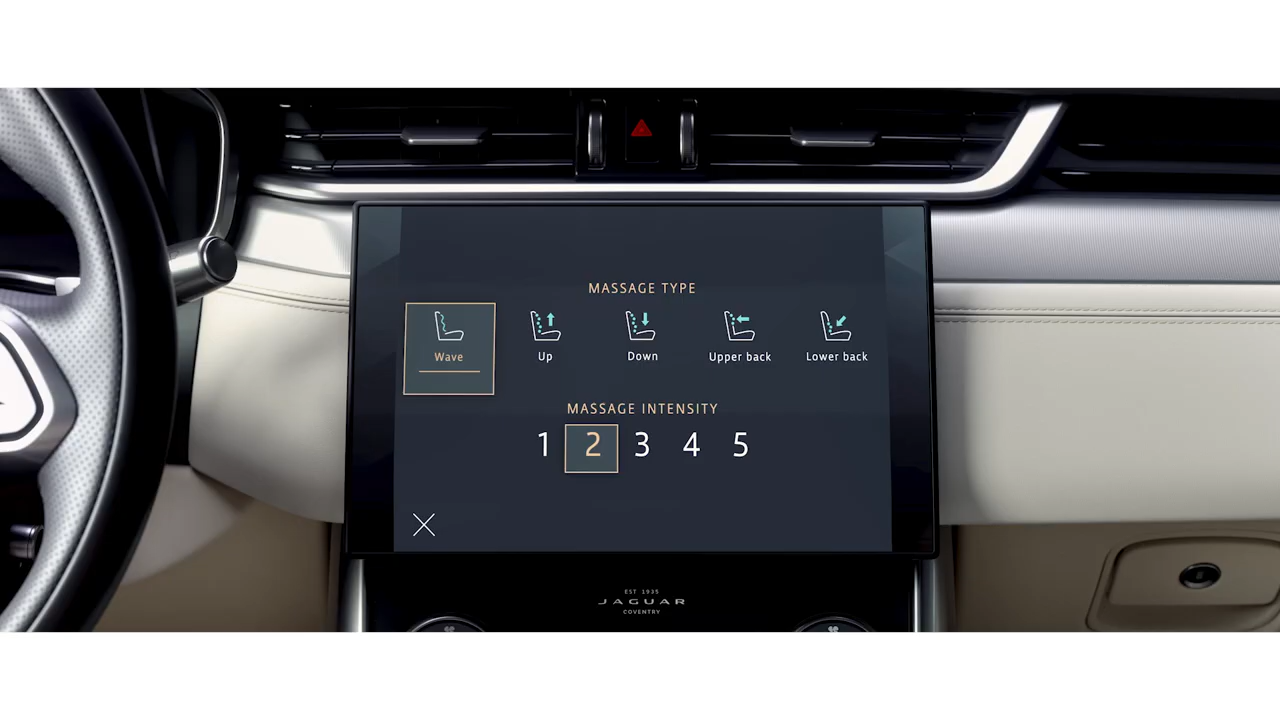 MASSAGE TYPE
Wave
Up
Down
Upper back
Lower back
MASSAGE INTENSITY
1 2 3 4 5
EST 1935
JAGUAR
COVENTRY